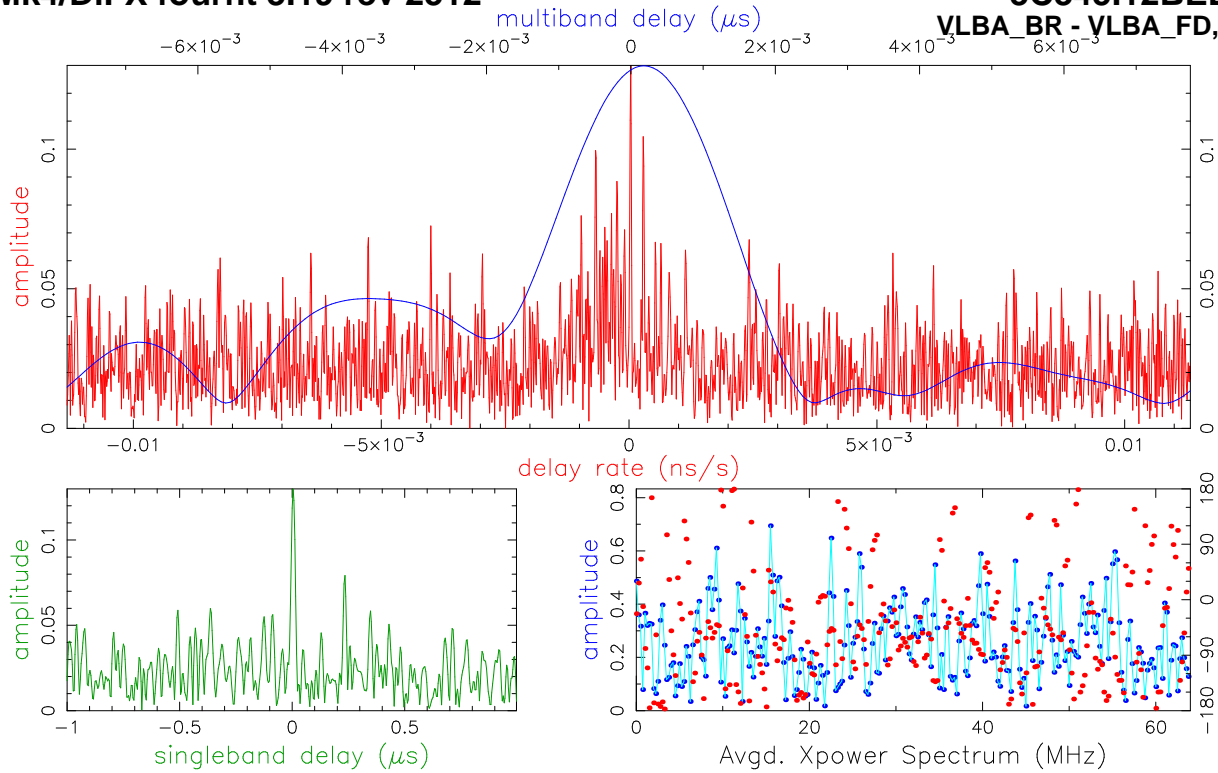 multiband delay (μs)
VLBA_BR - VLBA_FD,
−6×10⁻³ −4×10⁻³ −2×10⁻³ 0 2×10⁻³ 4×10⁻³ 6×10⁻³
amplitude
0 0.05 0.1
0 0.05 0.1
−0.01 −5×10⁻³ 0 5×10⁻³ 0.01
delay rate (ns/s)
amplitude
0 0.05 0.1
−1 −0.5 0 0.5
singleband delay (μs)
amplitude
0 0.2 0.4 0.6 0.8
−180 −90 0 90 180
0 20 40 60
Avgd. Xpower Spectrum (MHz)